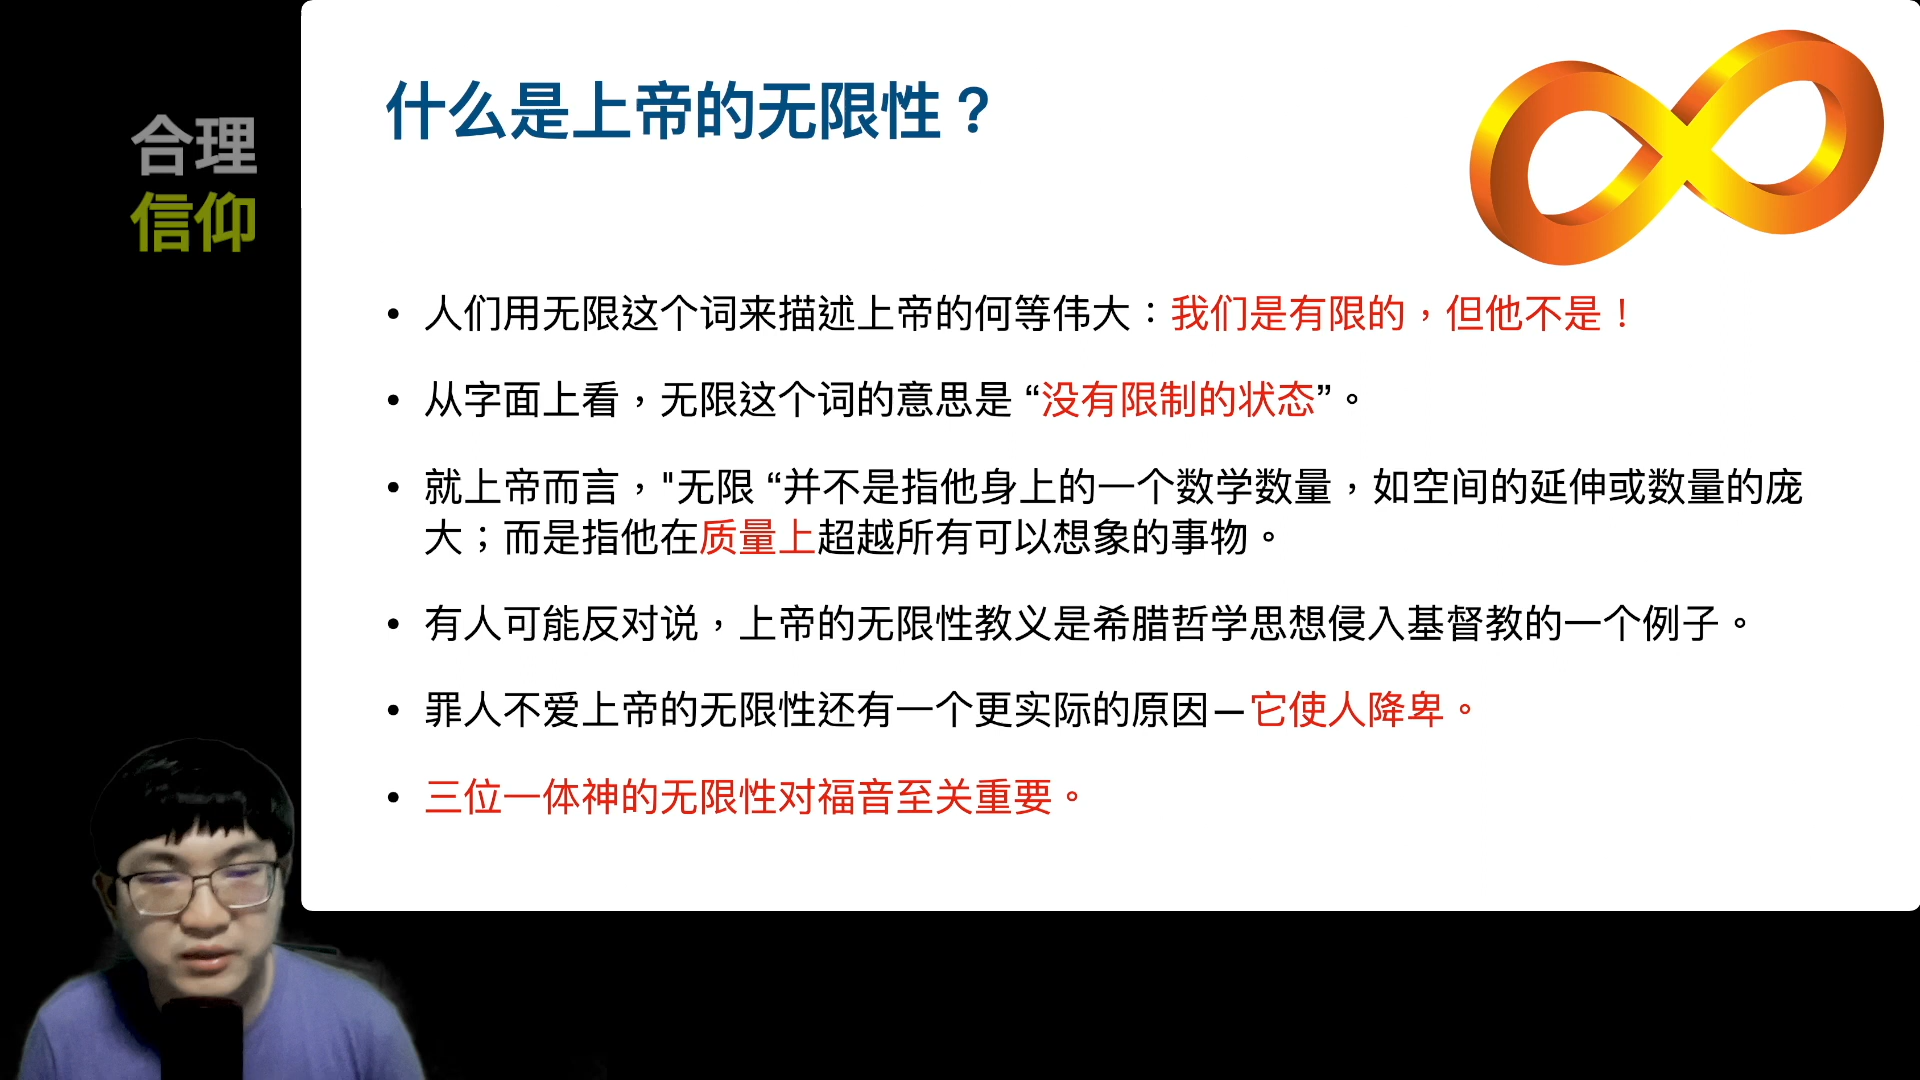 合理
信仰
什么是上帝的无限性？
• 人们用无限这个词来描述上帝的何等伟大：我们是有限的，但他不是！
• 从字面上看，无限这个词的意思是 “没有限制的状态”。
• 就上帝而言，"无限 “并不是指他身上的一个数学数量，如空间的延伸或数量的庞
大；而是指他在质量上超越所有可以想象的事物。
• 有人可能反对说，上帝的无限性教义是希腊哲学思想侵入基督教的一个例子。
• 罪人不爱上帝的无限性还有一个更实际的原因—它使人降卑。
• 三位一体神的无限性对福音至关重要。